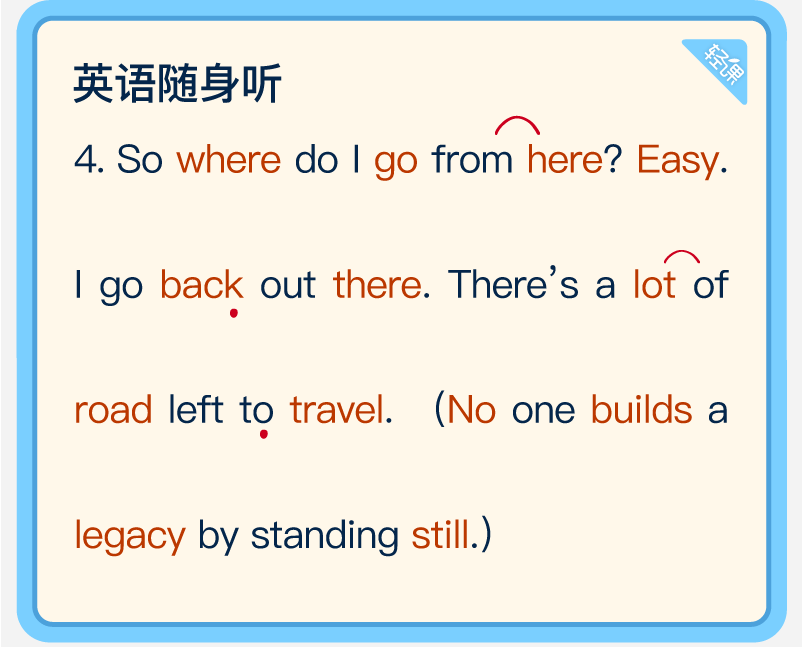 英语随身听
轻课
4. So where do I go from here? Easy.
I go back out there. There’s a lot of
road left to travel. (No one builds a
legacy by standing still.)